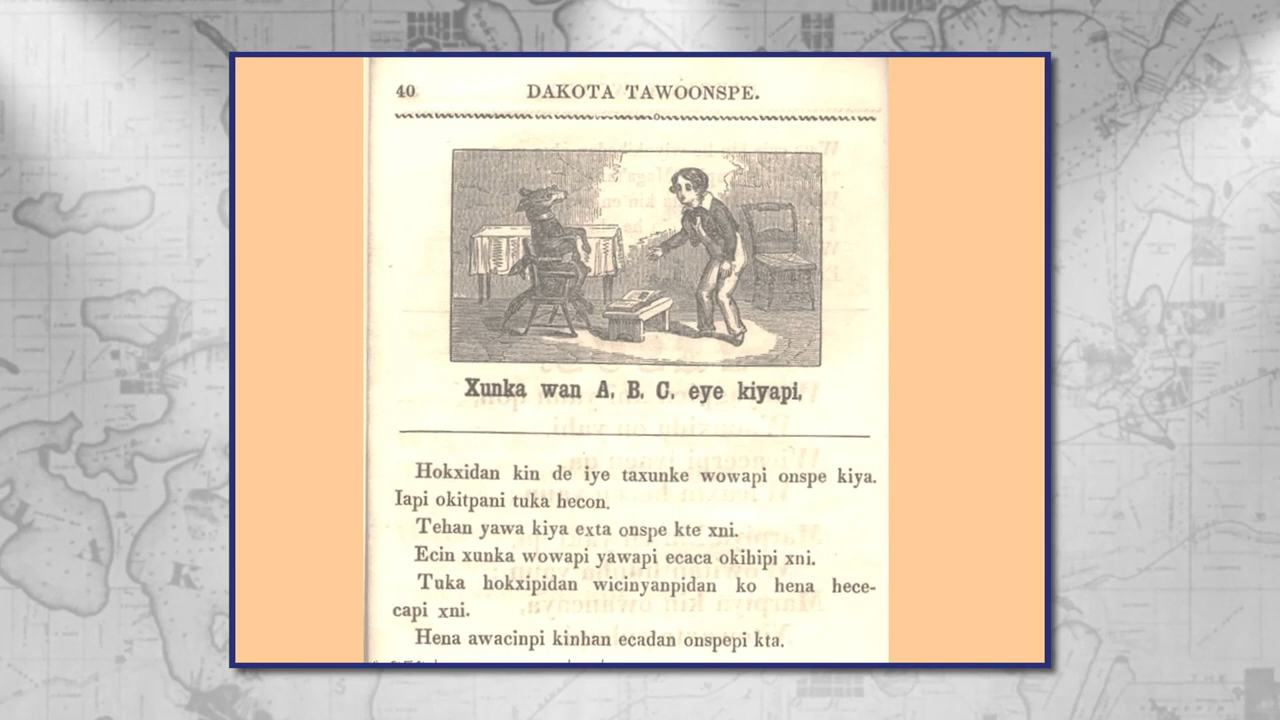 40 DAKOTA TAWOONSPE.
Xunka wan A. B. C. eye kiyapi,
Hokxidan kin de iye taxunke wowapi onspe kiya.
Iapi okitpani tuka hecon.
Tehan yawa kiya exta onspe kte xni.
Ecin xunka wowapi yawapi ecaca okihipi xni.
Tuka hokxipidan wicinyanpidan ko hena hece-
capi xni.
Hena awacinpi kinhan ecadan onspepi kta.